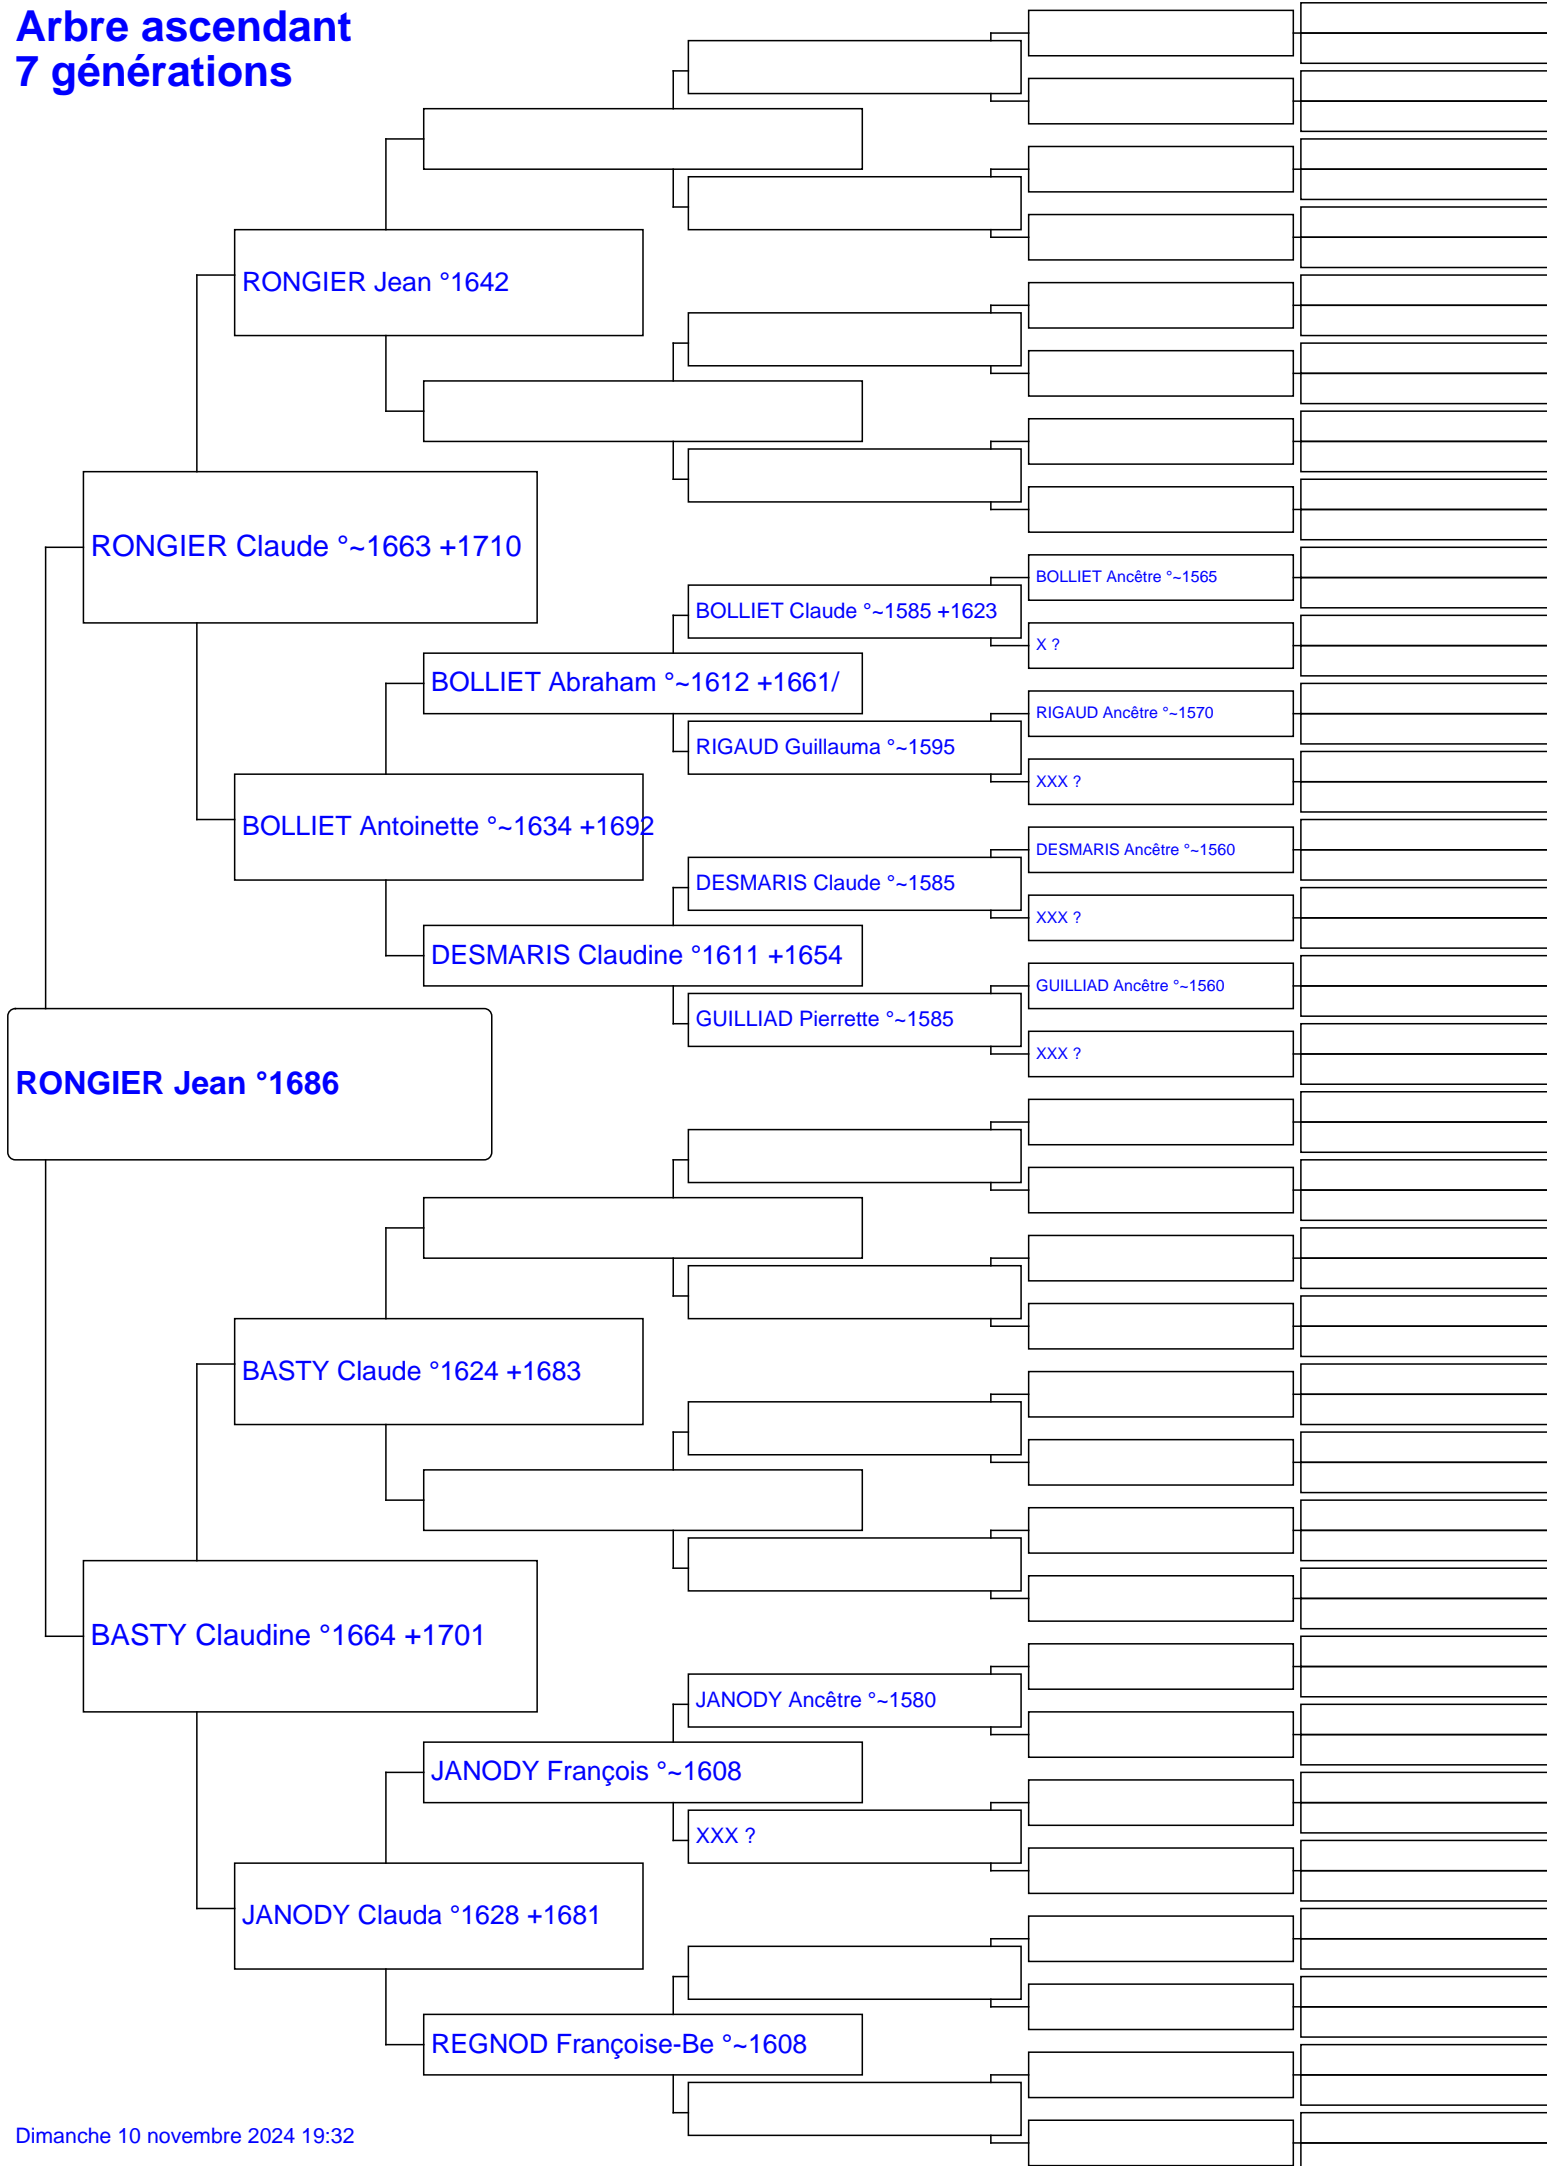 Arbre ascendant
7 générations
RONGIER Jean °1642
RONGIER Claude °~1663 +1710
BOLLIET Ancêtre °~1565
BOLLIET Claude °~1585 +1623
X ?
BOLLIET Abraham °~1612 +1661/
RIGAUD Ancêtre °~1570
RIGAUD Guillauma °~1595
XXX ?
BOLLIET Antoinette °~1634 +1692
DESMARIS Ancêtre °~1560
DESMARIS Claude °~1585
XXX ?
DESMARIS Claudine °1611 +1654
GUILLIAD Ancêtre °~1560
GUILLIAD Pierrette °~1585
XXX ?
RONGIER Jean °1686
BASTY Claude °1624 +1683
BASTY Claudine °1664 +1701
JANODY Ancêtre °~1580
JANODY François °~1608
XXX ?
JANODY Clauda °1628 +1681
REGNOD Françoise-Be °~1608
Dimanche 10 novembre 2024 19:32